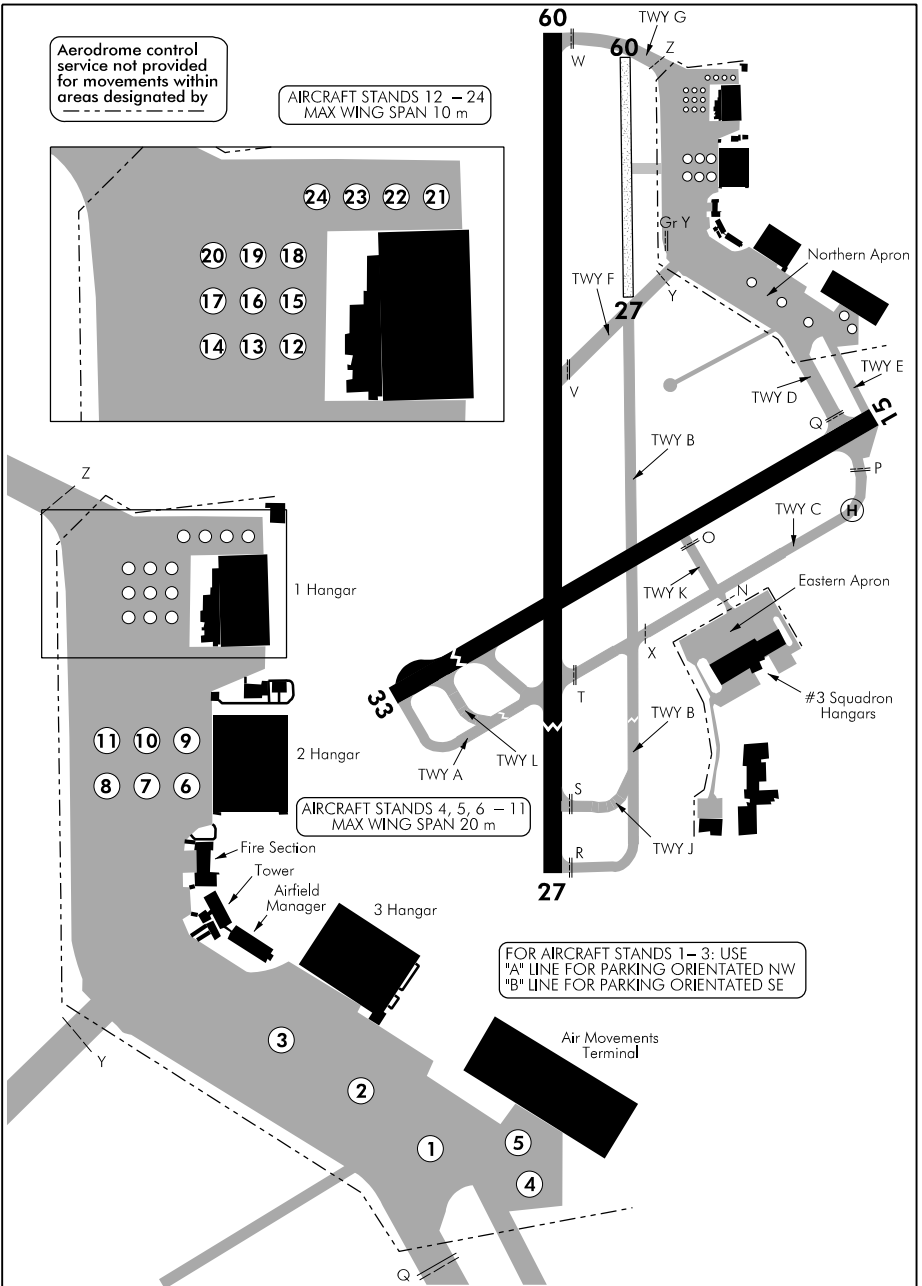 Aerodrome control
service not provided
for movements within
areas designated by
AIRCRAFT STANDS 12 – 24
MAX WING SPAN 10 m
24 23 22 21
20 19 18
17 16 15
14 13 12
60
TWY G
60
W
Z
Gr Y
Northern Apron
TWY F
Y
27
V
TWY E
TWY D
Q
15
TWY B
P
H
TWY C
O
Eastern Apron
TWY K
N
X
33
T
#3 Squadron
Hangars
TWY B
TWY L
TWY A
S
TWY J
R
27
Z
1 Hangar
11 10 9
2 Hangar
8 7 6
AIRCRAFT STANDS 4, 5, 6 – 11
MAX WING SPAN 20 m
Fire Section
Tower
Airfield
Manager
3 Hangar
FOR AIRCRAFT STANDS 1– 3: USE
"A" LINE FOR PARKING ORIENTATED NW
"B" LINE FOR PARKING ORIENTATED SE
Air Movements
Terminal
3
Y
2
1
5
4
Q